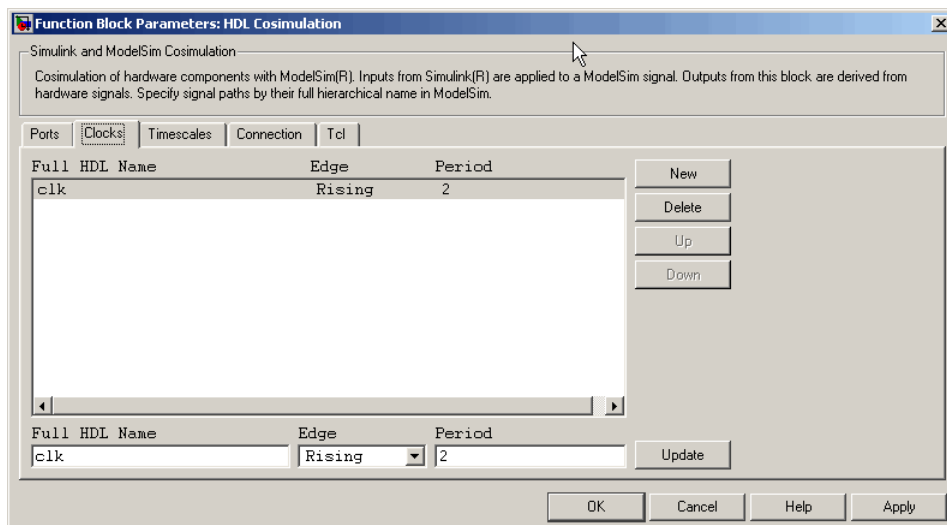 Function Block Parameters: HDL Cosimulation
Simulink and ModelSim Cosimulation
Cosimulation of hardware components with ModelSim(R). Inputs from Simulink(R) are applied to a ModelSim signal. Outputs from this block are derived from
hardware signals. Specify signal paths by their full hierarchical name in ModelSim.
Ports Clocks Timescales Connection Tcl
Full HDL Name Edge Period
clk Rising 2
New
Delete
Up
Down
Full HDL Name Edge Period
clk Rising 2 Update
OK Cancel Help Apply